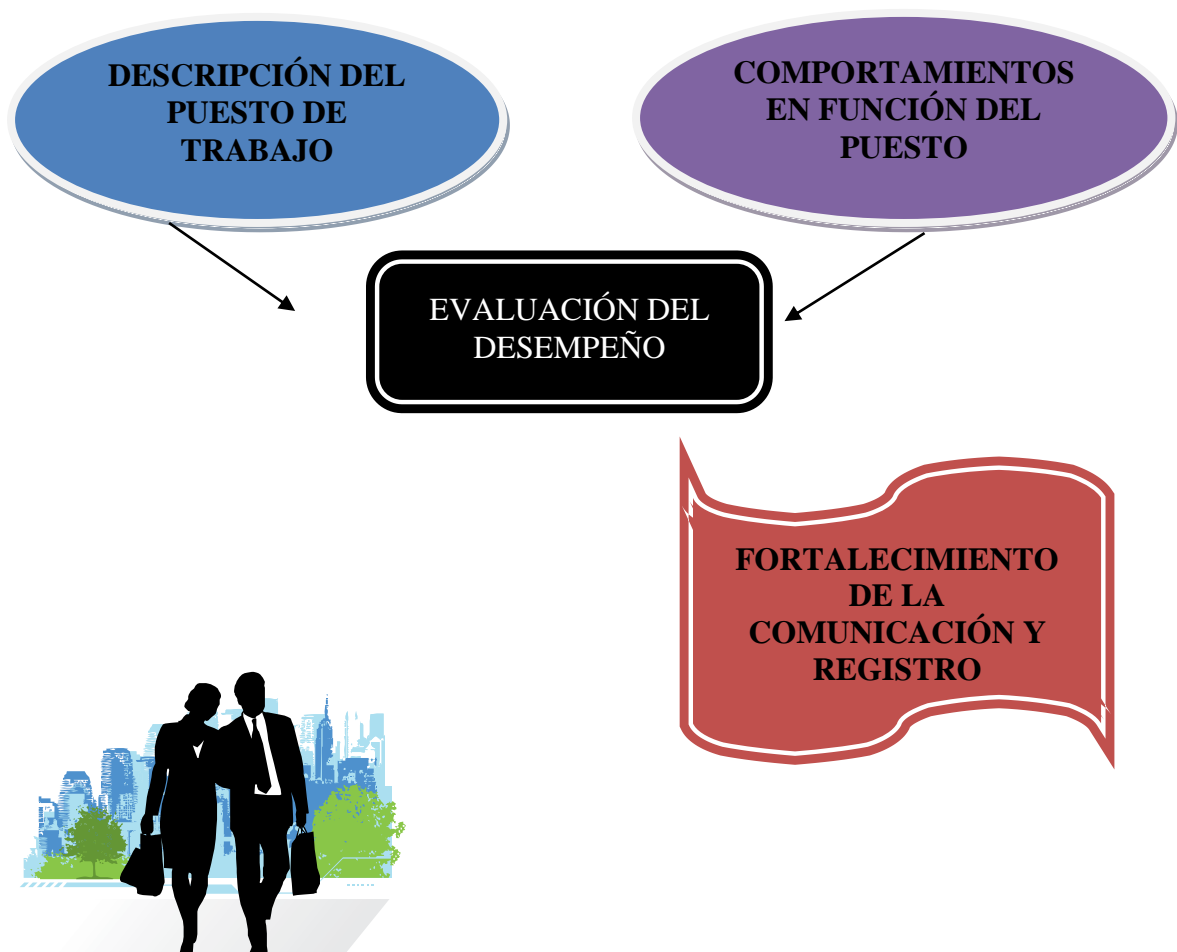 DESCRIPCIÓN DEL
PUESTO DE
TRABAJO
COMPORTAMIENTOS
EN FUNCIÓN DEL
PUESTO
EVALUACIÓN DEL
DESEMPEÑO
FORTALECIMIENTO
DE LA
COMUNICACIÓN Y
REGISTRO